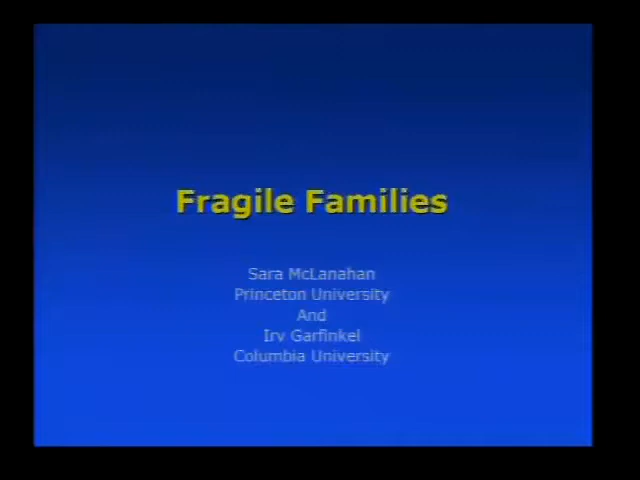 Fragile Families
Sara McLanahan
Princeton University
And
Irv Garfinkel
Columbia University